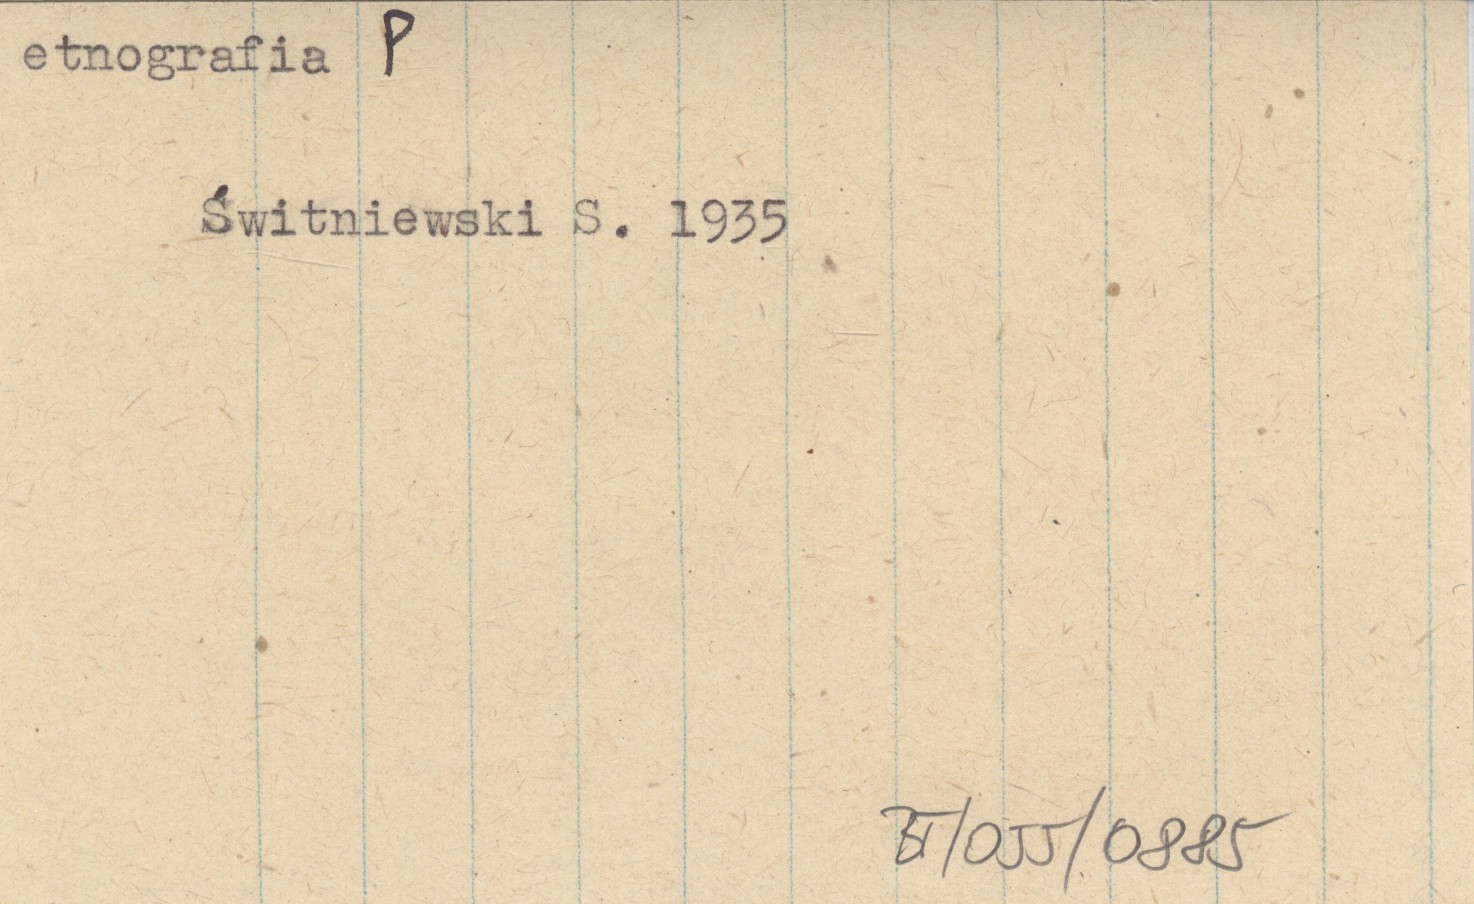 etnografia P
Świtniewski S. 1935
/055/0885